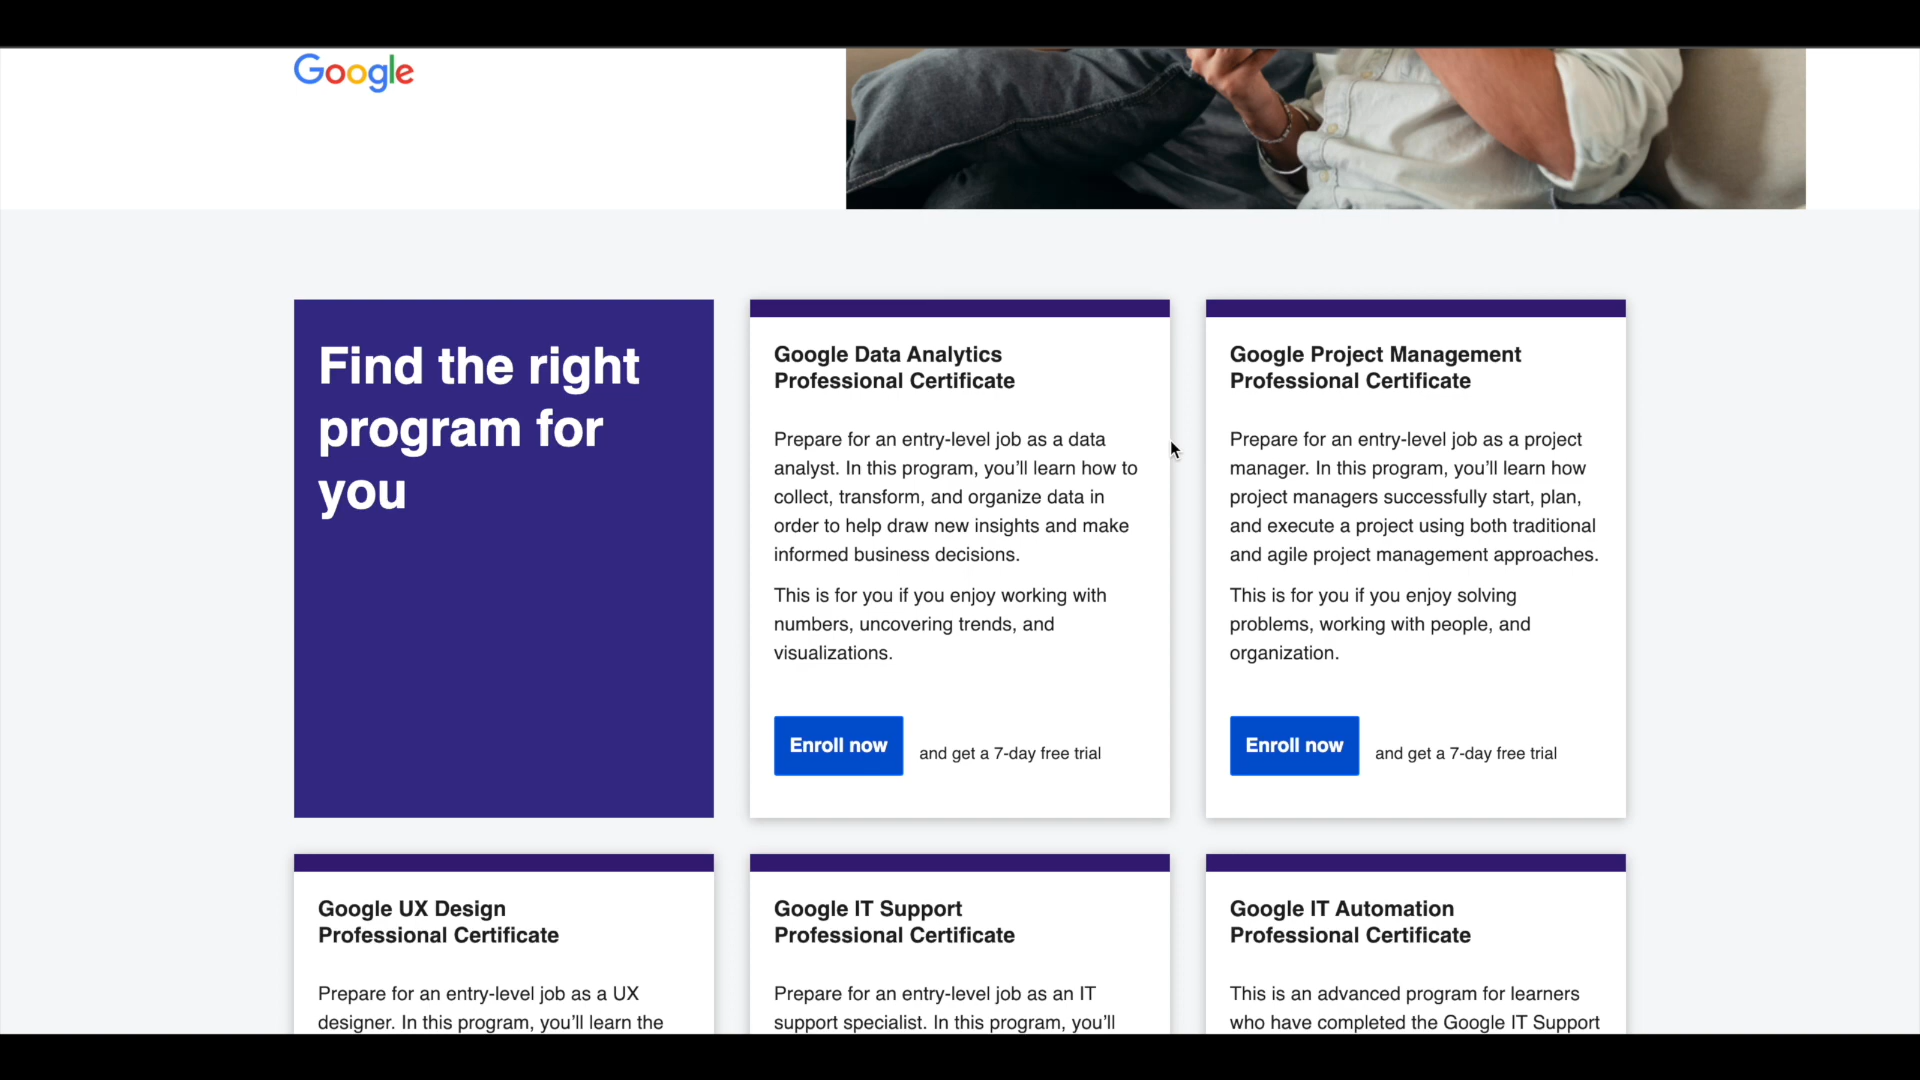 Google
Find the right
program for
you
Google Data Analytics
Professional Certificate
Prepare for an entry-level job as a data
analyst. In this program, you’ll learn how to
collect, transform, and organize data in
order to help draw new insights and make
informed business decisions.
This is for you if you enjoy working with
numbers, uncovering trends, and
visualizations.
Enroll now and get a 7-day free trial
Google Project Management
Professional Certificate
Prepare for an entry-level job as a project
manager. In this program, you’ll learn how
project managers successfully start, plan,
and execute a project using both traditional
and agile project management approaches.
This is for you if you enjoy solving
problems, working with people, and
organization.
Enroll now and get a 7-day free trial
Google UX Design
Professional Certificate
Prepare for an entry-level job as a UX
designer. In this program, you’ll learn the
Google IT Support
Professional Certificate
Prepare for an entry-level job as an IT
support specialist. In this program, you’ll
Google IT Automation
Professional Certificate
This is an advanced program for learners
who have completed the Google IT Support